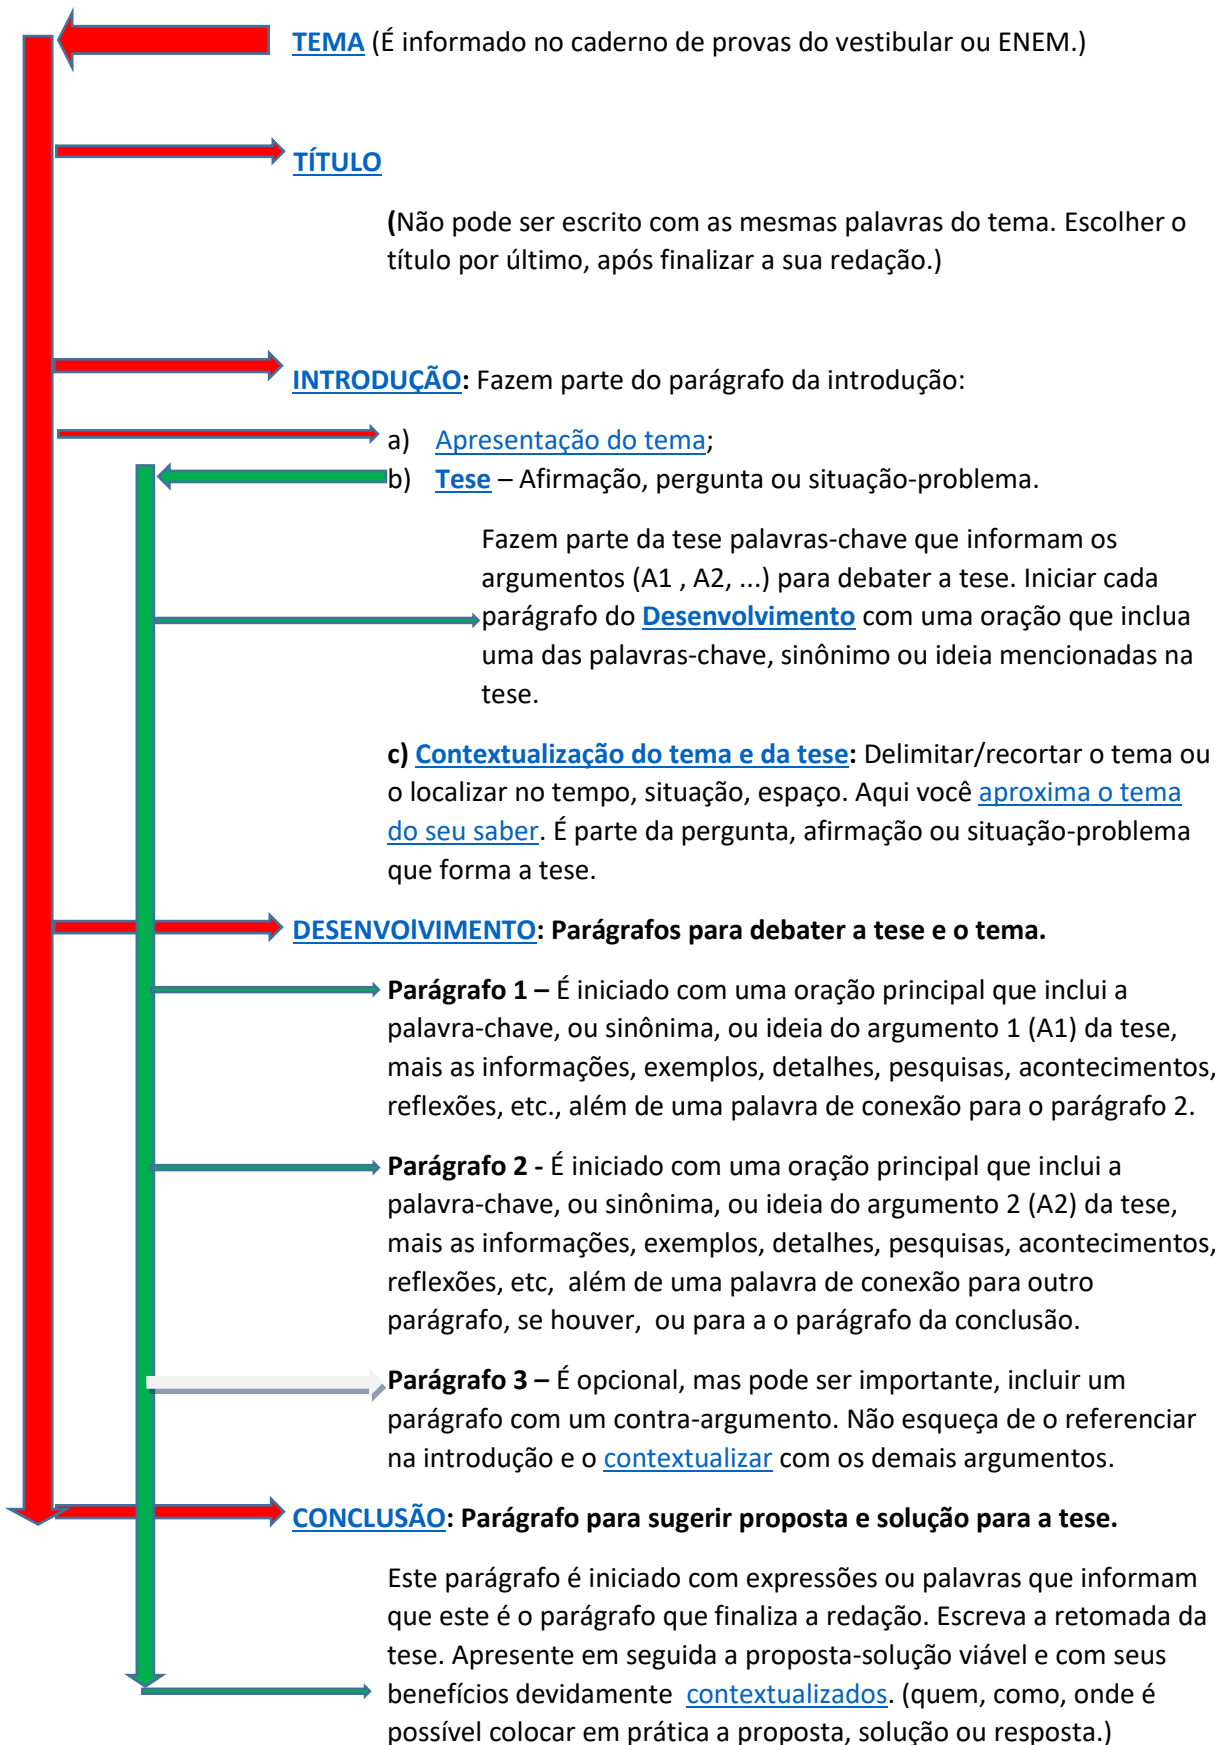 TEMA (É informado no caderno de provas do vestibular ou ENEM.)
TÍTULO
(Não pode ser escrito com as mesmas palavras do tema. Escolher o
título por último, após finalizar a sua redação.)
INTRODUÇÃO: Fazem parte do parágrafo da introdução:
a) Apresentação do tema;
b) Tese – Afirmação, pergunta ou situação-problema.
Fazem parte da tese palavras-chave que informam os
argumentos (A1 , A2, ...) para debater a tese. Iniciar cada
parágrafo do Desenvolvimento com uma oração que inclua
uma das palavras-chave, sinônimo ou ideia mencionadas na
tese.
c) Contextualização do tema e da tese: Delimitar/recortar o tema ou
o localizar no tempo, situação, espaço. Aqui você aproxima o tema
do seu saber. É parte da pergunta, afirmação ou situação-problema
que forma a tese.
DESENVOlVIMENTO: Parágrafos para debater a tese e o tema.
Parágrafo 1 – É iniciado com uma oração principal que inclui a
palavra-chave, ou sinônima, ou ideia do argumento 1 (A1) da tese,
mais as informações, exemplos, detalhes, pesquisas, acontecimentos,
reflexões, etc., além de uma palavra de conexão para o parágrafo 2.
Parágrafo 2 - É iniciado com uma oração principal que inclui a
palavra-chave, ou sinônima, ou ideia do argumento 2 (A2) da tese,
mais as informações, exemplos, detalhes, pesquisas, acontecimentos,
reflexões, etc, além de uma palavra de conexão para outro
parágrafo, se houver, ou para a o parágrafo da conclusão.
Parágrafo 3 – É opcional, mas pode ser importante, incluir um
parágrafo com um contra-argumento. Não esqueça de o referenciar
na introdução e o contextualizar com os demais argumentos.
CONCLUSÃO: Parágrafo para sugerir proposta e solução para a tese.
Este parágrafo é iniciado com expressões ou palavras que informam
que este é o parágrafo que finaliza a redação. Escreva a retomada da
tese. Apresente em seguida a proposta-solução viável e com seus
benefícios devidamente contextualizados. (quem, como, onde é
possível colocar em prática a proposta, solução ou resposta.)